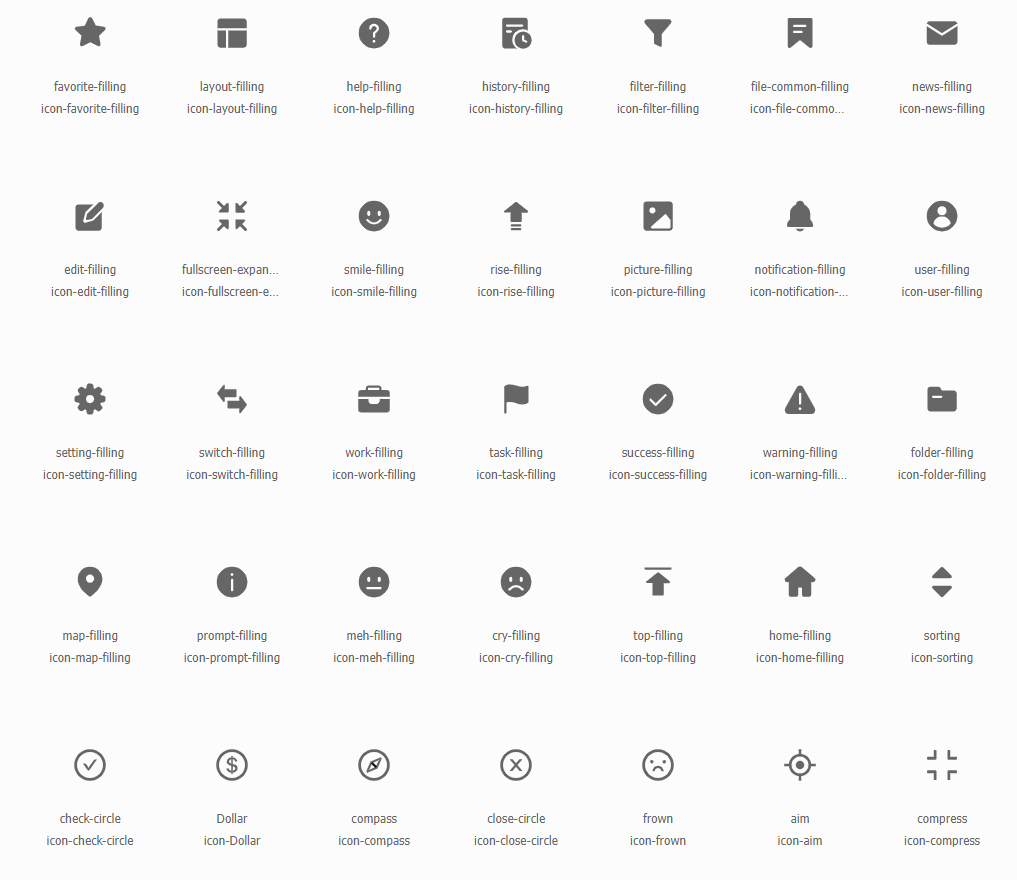 favorite-filling
layout-filling
help-filling
history-filling
filter-filling
file-common-filling
news-filling
icon-favorite-filling
icon-layout-filling
icon-help-filling
icon-history-filling
icon-filter-filling
icon-file-commo...
icon-news-filling
edit-filling
fullscreen-expan...
smile-filling
rise-filling
picture-filling
notification-filling
user-filling
icon-edit-filling
icon-fullscreen-e...
icon-smile-filling
icon-rise-filling
icon-picture-filling
icon-notification-...
icon-user-filling
setting-filling
switch-filling
work-filling
task-filling
success-filling
warning-filling
folder-filling
icon-setting-filling
icon-switch-filling
icon-work-filling
icon-task-filling
icon-success-filling
icon-warning-filli...
icon-folder-filling
map-filling
prompt-filling
meh-filling
cry-filling
top-filling
home-filling
sorting
icon-map-filling
icon-prompt-filling
icon-meh-filling
icon-cry-filling
icon-top-filling
icon-home-filling
icon-sorting
check-circle
Dollar
compass
close-circle
frown
aim
compress
icon-check-circle
icon-Dollar
icon-compass
icon-close-circle
icon-frown
icon-aim
icon-compress